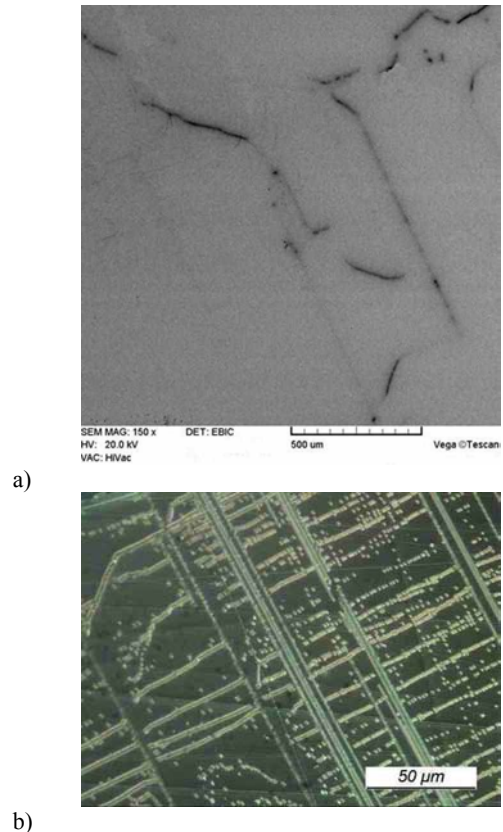 SEM MAG: 150 x DET: EBIC
HV: 20.0 kV 500 um Vega ©Tescan
VAC: HiVac
a)
50 µm
b)